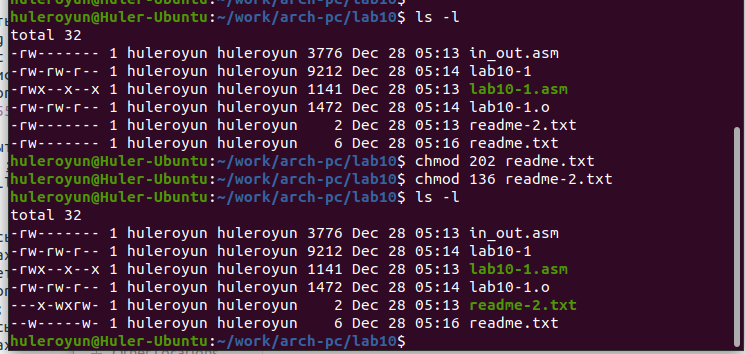 huleroyun@Huler-Ubuntu:~/work/arch-pc/lab10$ ls -l
total 32
-rw------- 1 huleroyun huleroyun 3776 Dec 28 05:13 in_out.asm
-rw-rw-r-- 1 huleroyun huleroyun 9212 Dec 28 05:14 lab10-1
-rwx--x--x 1 huleroyun huleroyun 1141 Dec 28 05:13 lab10-1.asm
-rw-rw-r-- 1 huleroyun huleroyun 1472 Dec 28 05:14 lab10-1.o
-rw------- 1 huleroyun huleroyun    2 Dec 28 05:13 readme-2.txt
-rw------- 1 huleroyun huleroyun    6 Dec 28 05:16 readme.txt
huleroyun@Huler-Ubuntu:~/work/arch-pc/lab10$ chmod 202 readme.txt
huleroyun@Huler-Ubuntu:~/work/arch-pc/lab10$ chmod 136 readme-2.txt
huleroyun@Huler-Ubuntu:~/work/arch-pc/lab10$ ls -l
total 32
-rw------- 1 huleroyun huleroyun 3776 Dec 28 05:13 in_out.asm
-rw-rw-r-- 1 huleroyun huleroyun 9212 Dec 28 05:14 lab10-1
-rwx--x--x 1 huleroyun huleroyun 1141 Dec 28 05:13 lab10-1.asm
-rw-rw-r-- 1 huleroyun huleroyun 1472 Dec 28 05:14 lab10-1.o
---x-wxrw- 1 huleroyun huleroyun    2 Dec 28 05:13 readme-2.txt
--w-----w- 1 huleroyun huleroyun    6 Dec 28 05:16 readme.txt
huleroyun@Huler-Ubuntu:~/work/arch-pc/lab10$